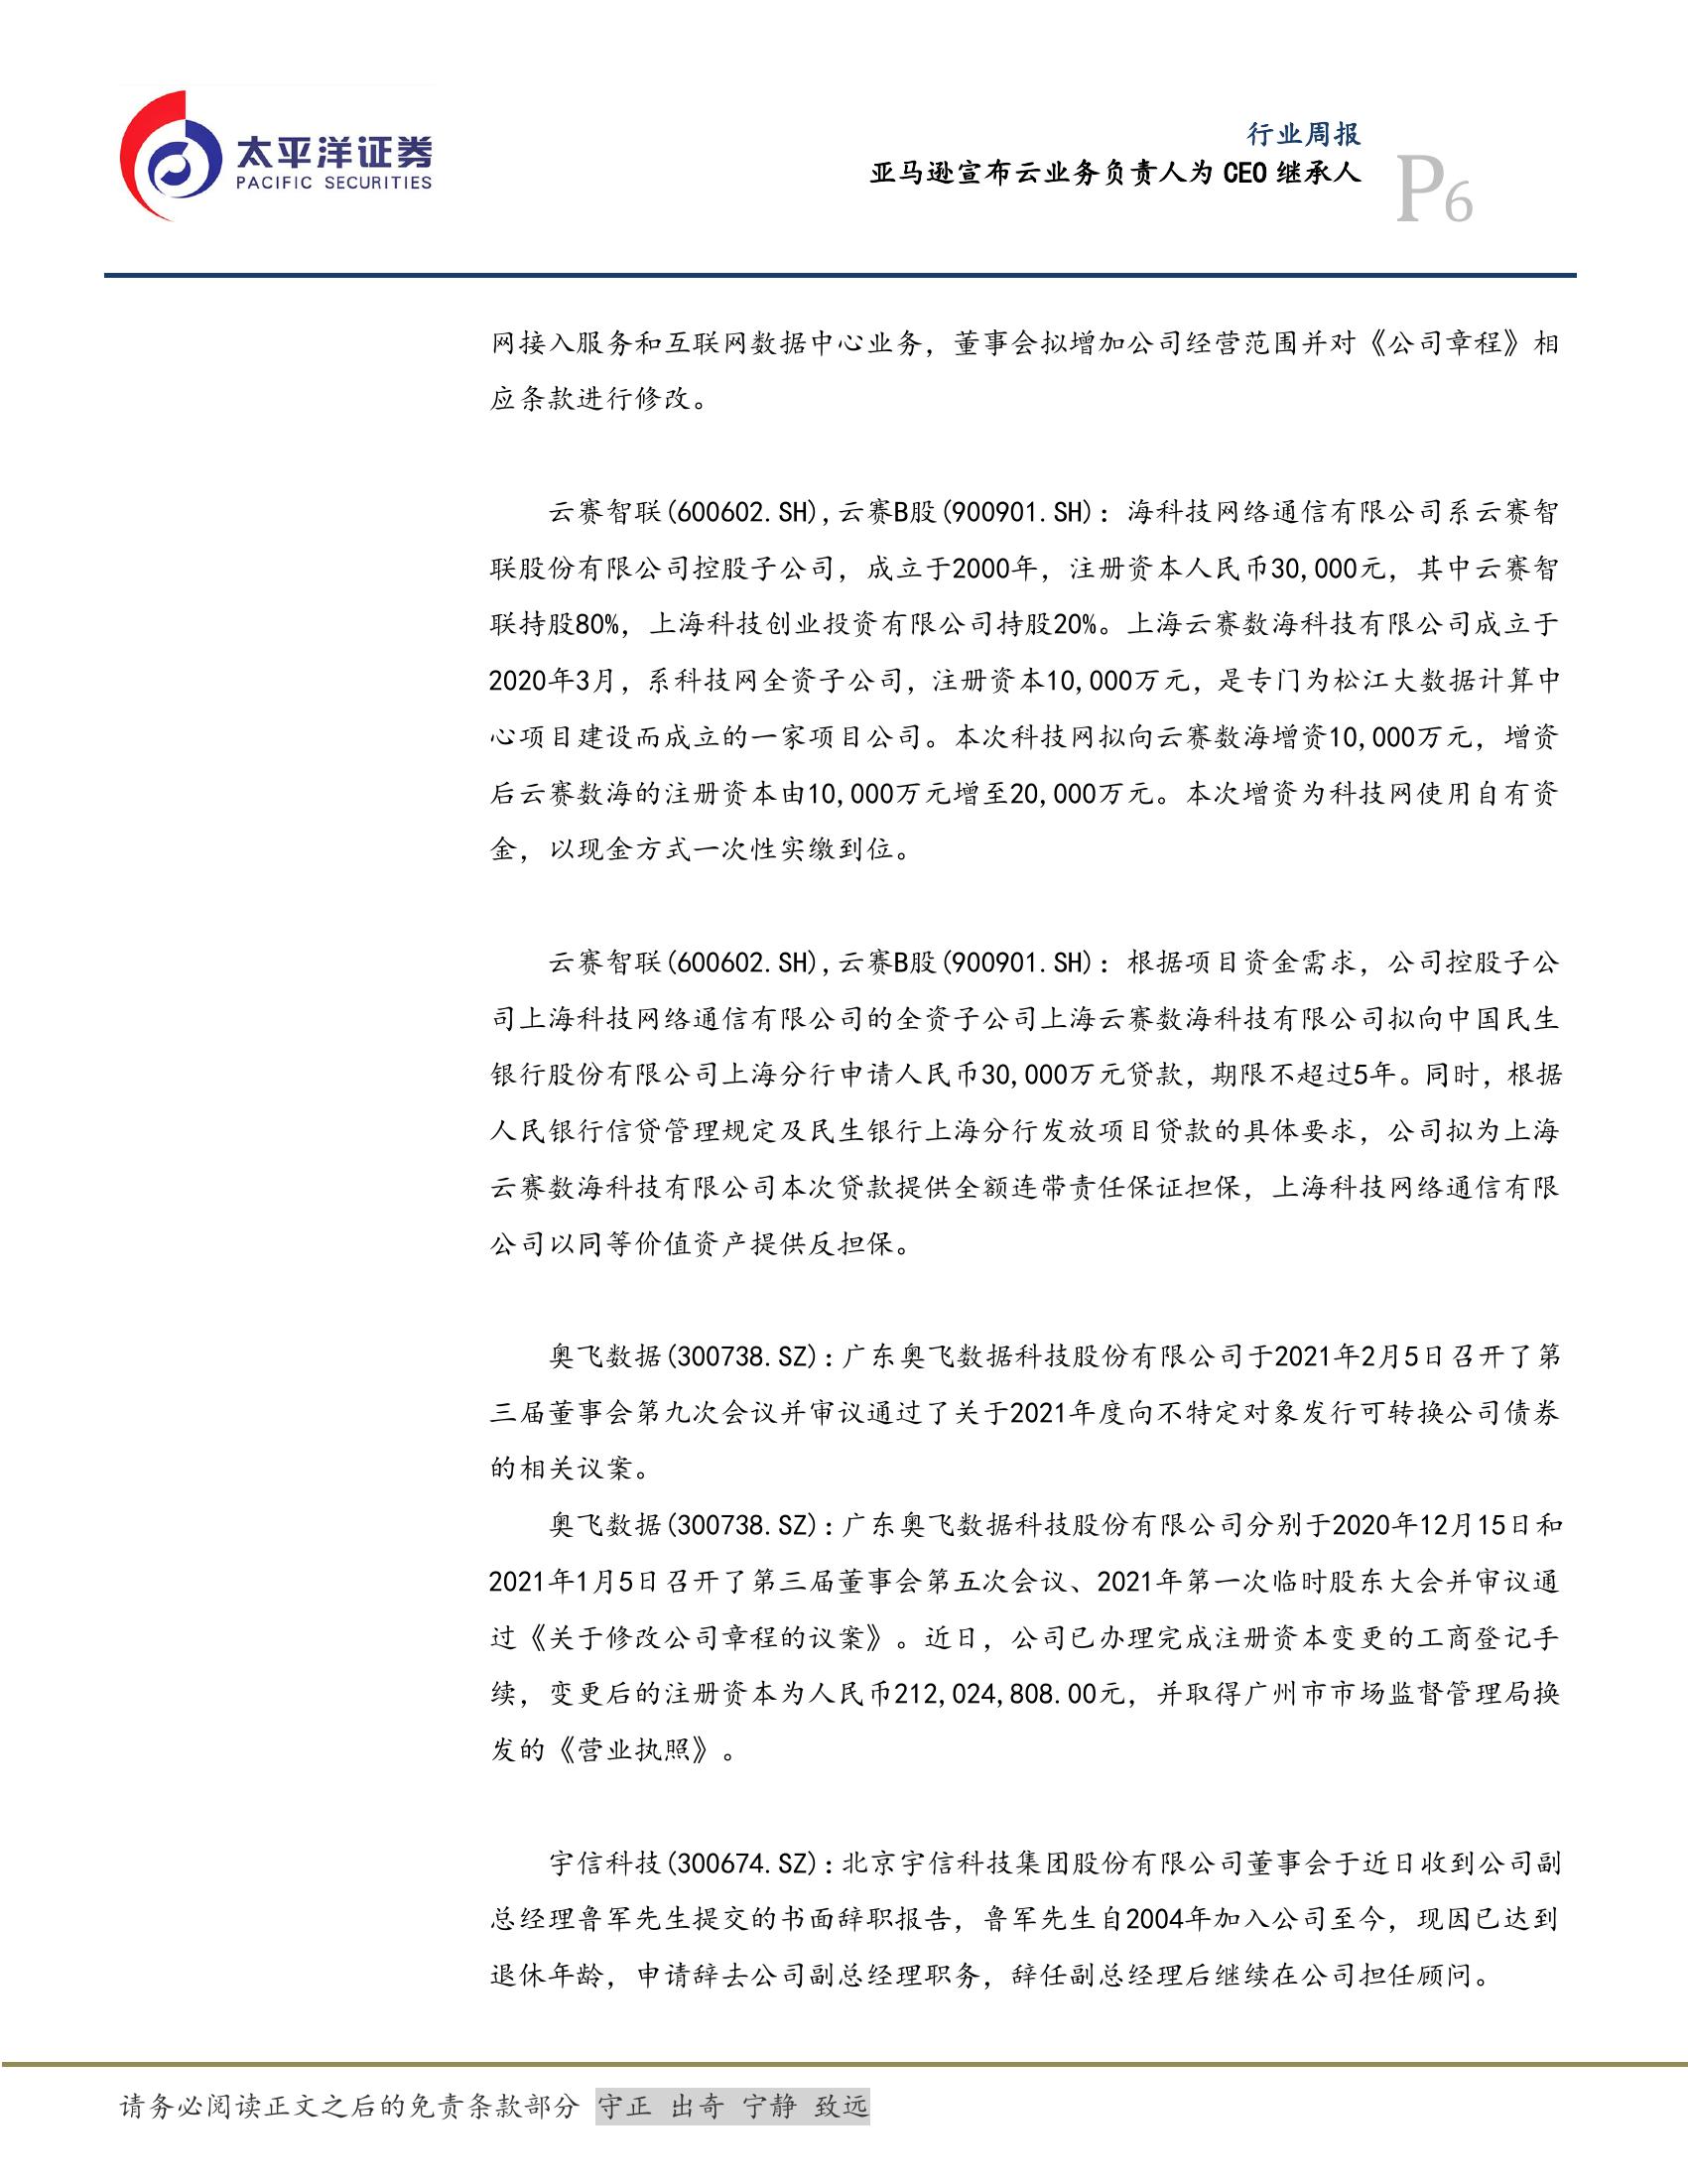 太平洋证券
PACIFIC SECURITIES
行业周报
亚马逊宣布云业务负责人为 CEO 继承人
P6
网接入服务和互联网数据中心业务，董事会拟增加公司经营范围并对《公司章程》相
应条款进行修改。
云赛智联(600602.SH),云赛B股(900901.SH)：海科技网络通信有限公司系云赛智
联股份有限公司控股子公司，成立于2000年，注册资本人民币30,000元，其中云赛智
联持股80%，上海科技创业投资有限公司持股20%。上海云赛数海科技有限公司成立于
2020年3月，系科技网全资子公司，注册资本10,000万元，是专门为松江大数据计算中
心项目建设而成立的一家项目公司。本次科技网拟向云赛数海增资10,000万元，增资
后云赛数海的注册资本由10,000万元增至20,000万元。本次增资为科技网使用自有资
金，以现金方式一次性实缴到位。
云赛智联(600602.SH),云赛B股(900901.SH)：根据项目资金需求，公司控股子公
司上海科技网络通信有限公司的全资子公司上海云赛数海科技有限公司拟向中国民生
银行股份有限公司上海分行申请人民币30,000万元贷款，期限不超过5年。同时，根据
人民银行信贷管理规定及民生银行上海分行发放项目贷款的具体要求，公司拟为上海
云赛数海科技有限公司本次贷款提供全额连带责任保证担保，上海科技网络通信有限
公司以同等价值资产提供反担保。
奥飞数据(300738.SZ)：广东奥飞数据科技股份有限公司于2021年2月5日召开了第
三届董事会第九次会议并审议通过了关于2021年度向不特定对象发行可转换公司债券
的相关议案。
奥飞数据(300738.SZ)：广东奥飞数据科技股份有限公司分别于2020年12月15日和
2021年1月5日召开了第三届董事会第五次会议、2021年第一次临时股东大会并审议通
过《关于修改公司章程的议案》。近日，公司已办理完成注册资本变更的工商登记手
续，变更后的注册资本为人民币212,024,808.00元，并取得广州市市场监督管理局换
发的《营业执照》。
宇信科技(300674.SZ)：北京宇信科技集团股份有限公司董事会于近日收到公司副
总经理鲁军先生提交的书面辞职报告，鲁军先生自2004年加入公司至今，现因已达到
退休年龄，申请辞去公司副总经理职务，辞任副总经理后继续在公司担任顾问。
请务必阅读正文之后的免责条款部分 守正 出奇 宁静 致远